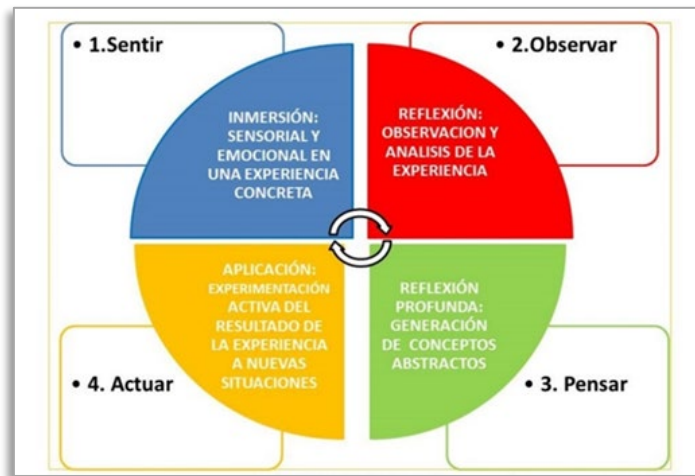 • 1.Sentir
• 2.Observar
INMERSIÓN:
SENSORIAL Y
EMOCIONAL EN
UNA EXPERIENCIA
CONCRETA
REFLEXIÓN:
OBSERVACION Y
ANALISIS DE LA
EXPERIENCIA
APLICACIÓN:
EXPERIMENTACIÓN
ACTIVA DEL
RESULTADO DE
LA EXPERIENCIA
A NUEVAS
SITUACIONES
REFLEXIÓN
PROFUNDA:
GENERACIÓN
DE CONCEPTOS
ABSTRACTOS
• 4. Actuar
• 3. Pensar